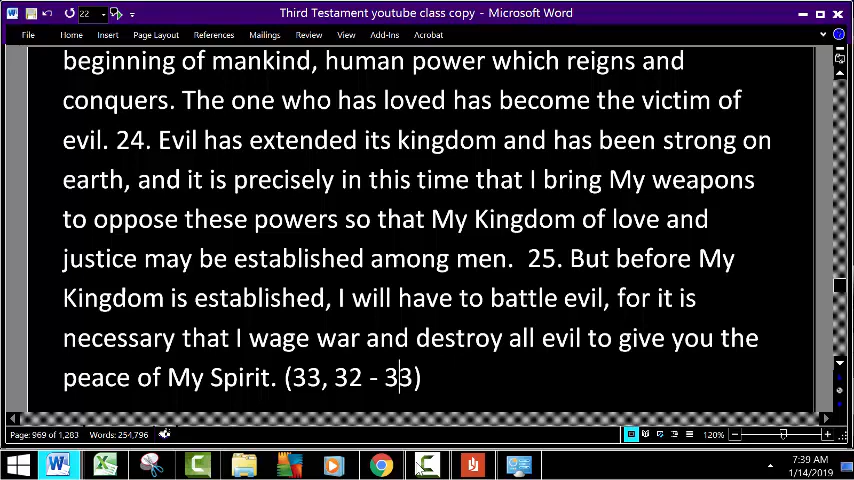 22
Third Testament youtube class copy - Microsoft Word
File Home Insert Page Layout References Mailings Review View Add-Ins Acrobat
beginning of mankind, human power which reigns and
conquers. The one who has loved has become the victim of
evil. 24. Evil has extended its kingdom and has been strong on
earth, and it is precisely in this time that I bring My weapons
to oppose these powers so that My Kingdom of love and
justice may be established among men.  25. But before My
Kingdom is established, I will have to battle evil, for it is
necessary that I wage war and destroy all evil to give you the
peace of My Spirit. (33, 32 - 33)
Page: 969 of 1,283 Words: 254,796 120%
7:39 AM
1/14/2019